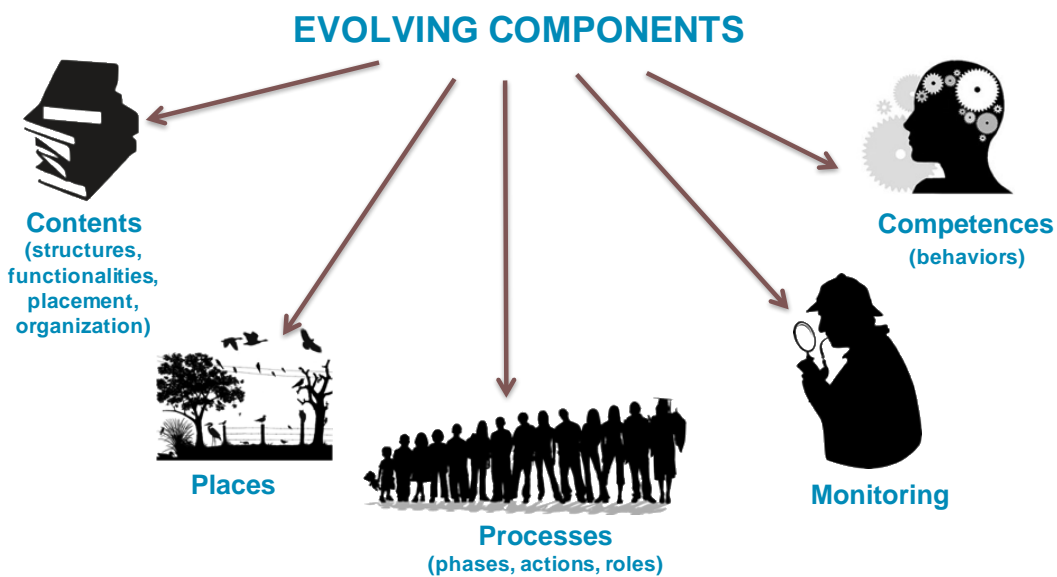 EVOLVING COMPONENTS
Contents
(structures,
functionalities,
placement,
organization)
Places
Processes
(phases, actions, roles)
Monitoring
Competences
(behaviors)